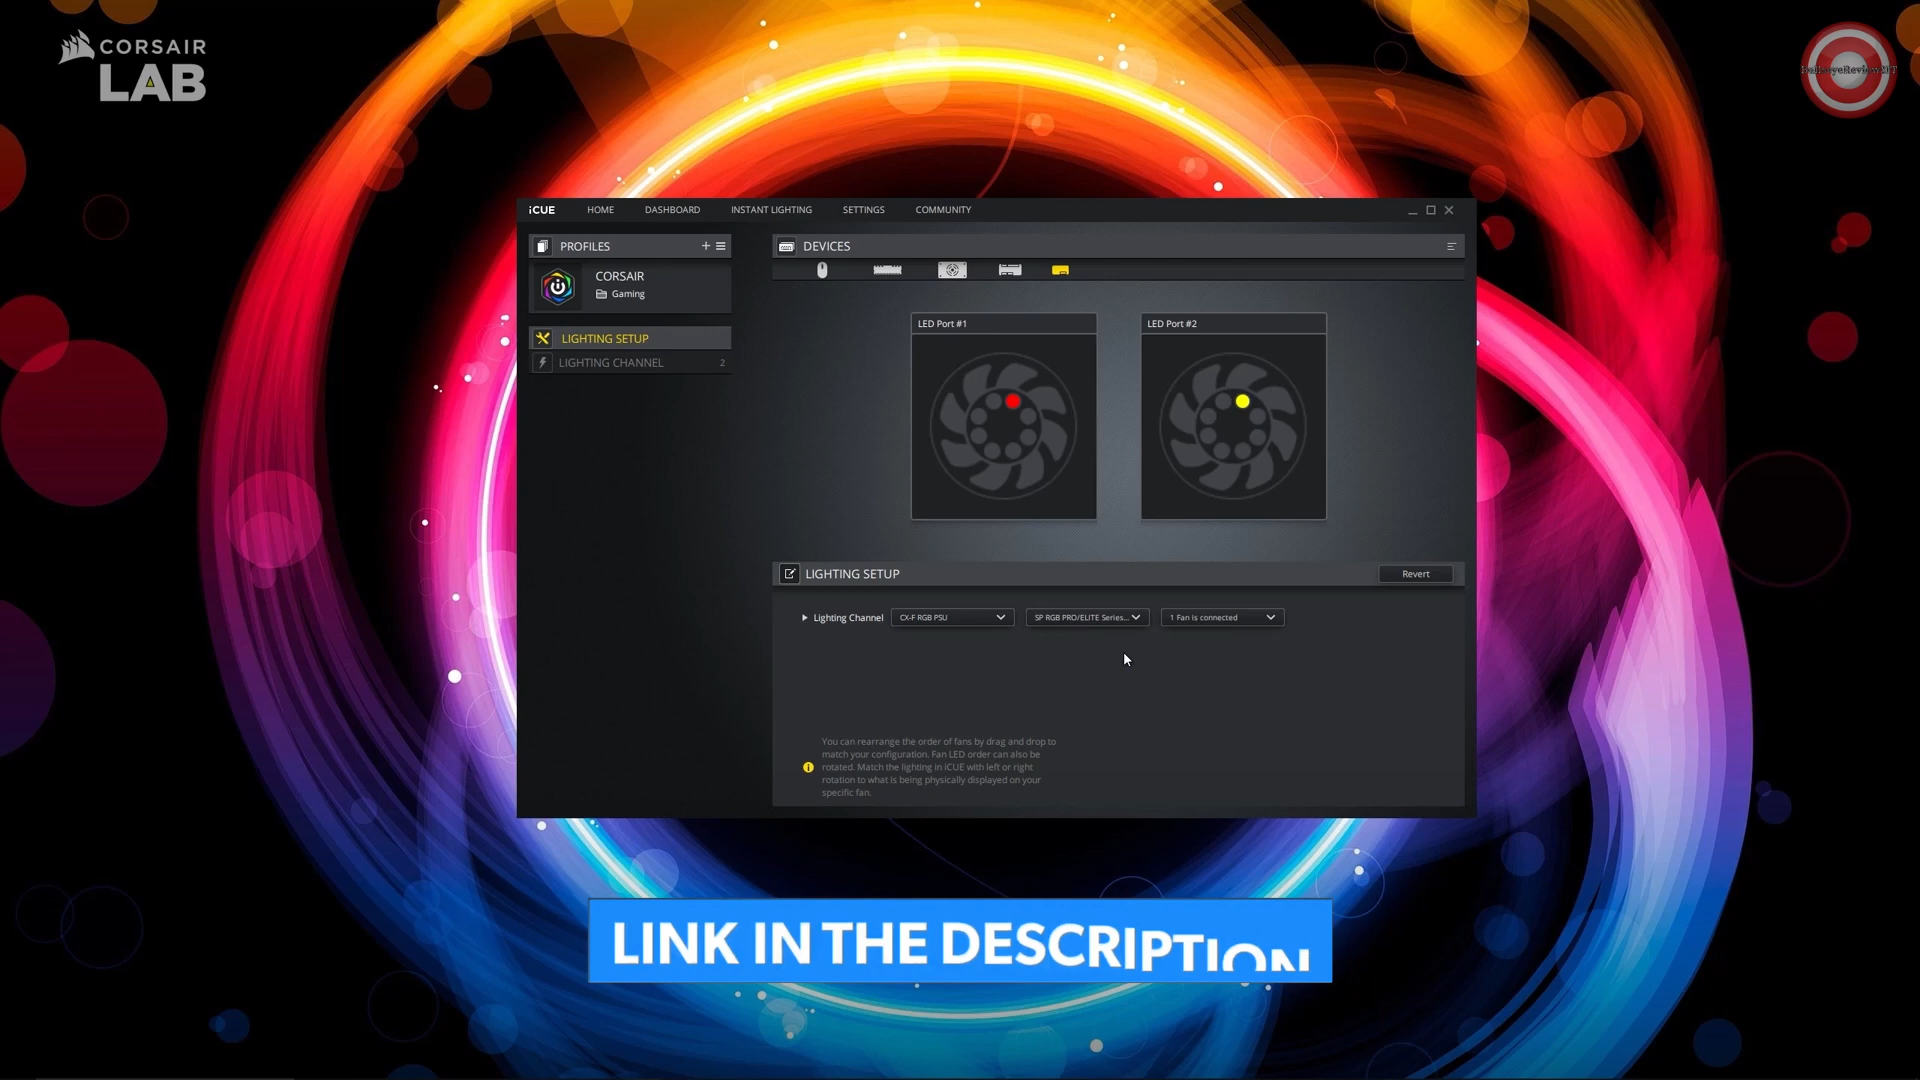 CORSAIR
LAB
iCUE
HOME
DASHBOARD
INSTANT LIGHTING
SETTINGS
COMMUNITY
PROFILES
DEVICES
CORSAIR
Gaming
LIGHTING SETUP
LIGHTING CHANNEL 2
LED Port #1
LED Port #2
LIGHTING SETUP
Revert
Lighting Channel
CX-F RGB PSU
SP RGB PRO/ELITE Series...
1 Fan is connected
You can rearrange the order of fans by drag and drop to
match your configuration. Fan LED order can also be
rotated. Match the lighting in iCUE with left or right
rotation to what is being physically displayed on your
specific fan.
LINK IN THE DESCRIPTION